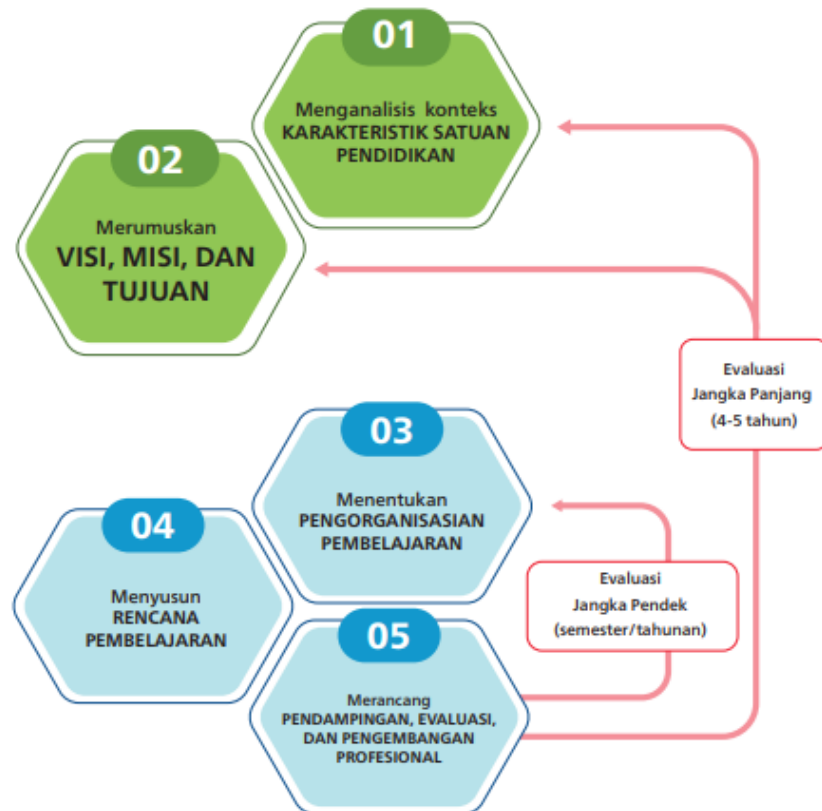 01
Menganalisis konteks
KARAKTERISTIK SATUAN
PENDIDIKAN
02
Merumuskan
VISI, MISI, DAN
TUJUAN
Evaluasi
Jangka Panjang
(4-5 tahun)
03
Menentukan
PENGORGANISASIAN
PEMBELAJARAN
04
Menyusun
RENCANA
PEMBELAJARAN
Evaluasi
Jangka Pendek
(semester/tahunan)
05
Merancang
PENDAMPINGAN, EVALUASI,
DAN PENGEMBANGAN
PROFESIONAL